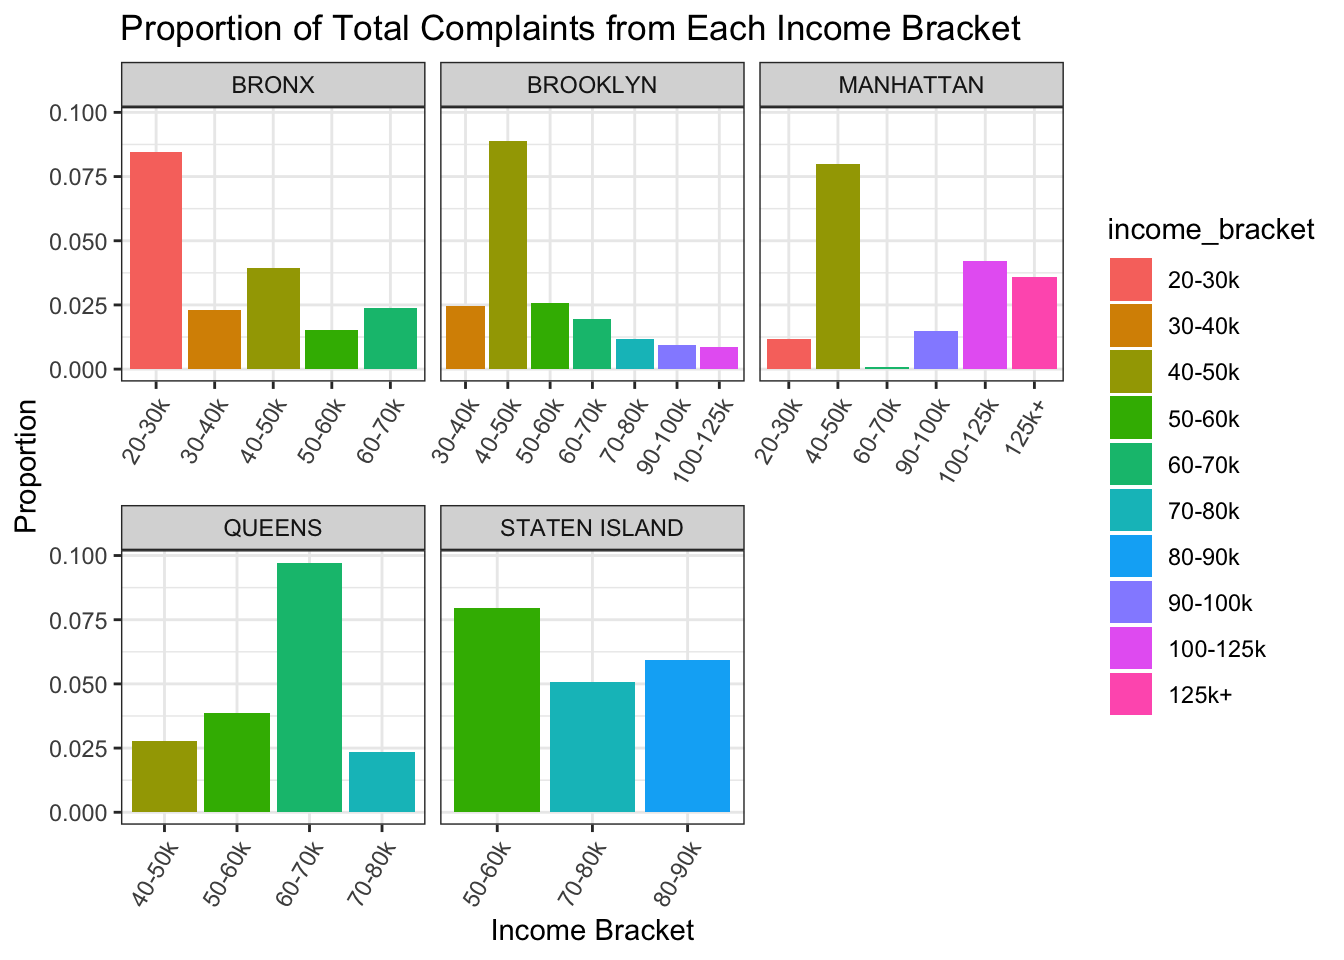 Proportion of Total Complaints from Each Income Bracket
BRONX
BROOKLYN
MANHATTAN
0.100
0.075
0.050
0.025
0.000
20-30k
30-40k
40-50k
50-60k
60-70k
30-40k
40-50k
50-60k
60-70k
70-80k
90-100k
100-125k
20-30k
40-50k
60-70k
90-100k
100-125k
125k+
Proportion
QUEENS
STATEN ISLAND
0.100
0.075
0.050
0.025
0.000
40-50k
50-60k
60-70k
70-80k
50-60k
70-80k
80-90k
Income Bracket
income_bracket
20-30k
30-40k
40-50k
50-60k
60-70k
70-80k
80-90k
90-100k
100-125k
125k+